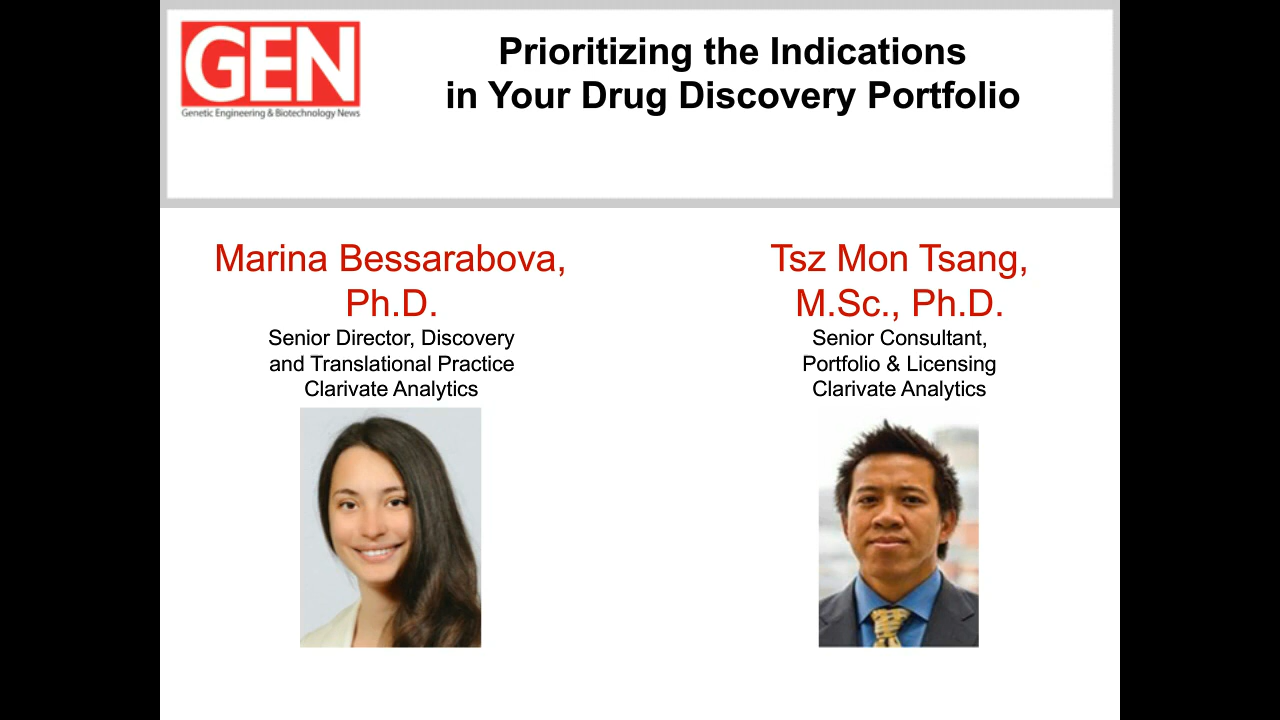 GEN
Genetic Engineering & Biotechnology News
Prioritizing the Indications
in Your Drug Discovery Portfolio
Marina Bessarabova,
Ph.D.
Senior Director, Discovery
and Translational Practice
Clarivate Analytics
Tsz Mon Tsang,
M.Sc., Ph.D.
Senior Consultant,
Portfolio & Licensing
Clarivate Analytics